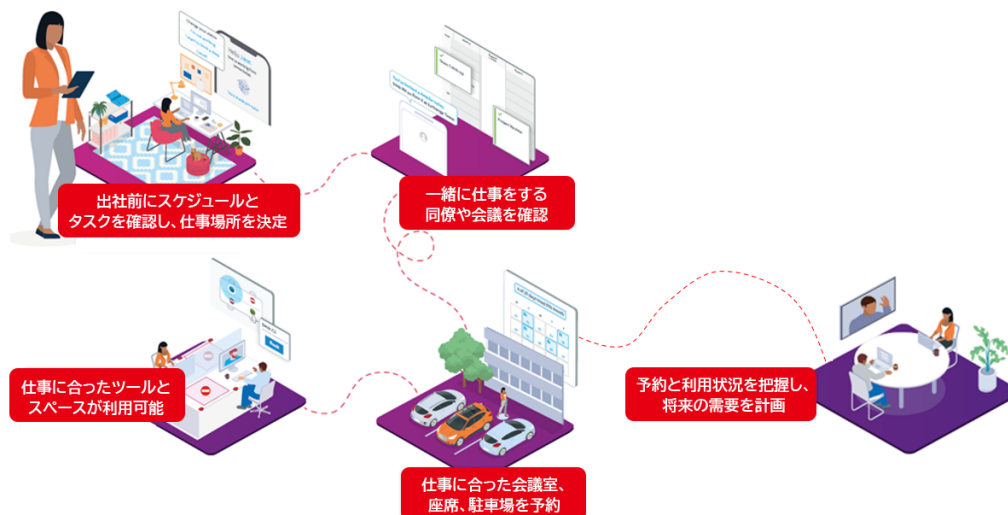 出社前にスケジュールと
タスクを確認し、仕事場所を決定
一緒に仕事をする
同僚や会議を確認
仕事に合ったツールと
スペースが利用可能
仕事に合った会議室、
座席、駐車場を予約
予約と利用状況を把握し、
将来の需要を計画